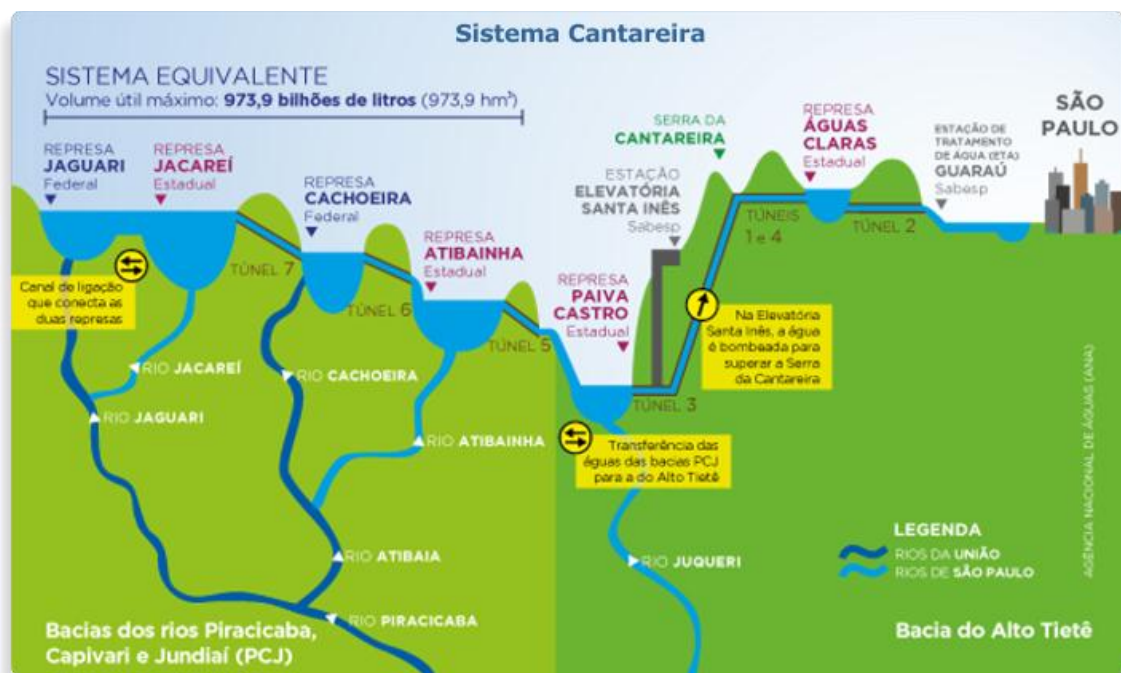 Sistema Cantareira
SISTEMA EQUIVALENTE
Volume útil máximo: 973,9 bilhões de litros (973,9 hm³)
REPRESA
JAGUARI
Federal
REPRESA
JACAREÍ
Estadual
REPRESA
CACHOEIRA
Federal
REPRESA
ATIBAINHA
Estadual
REPRESA
PAIVA
CASTRO
Estadual
ESTAÇÃO
ELEVATÓRIA
SANTA INÊS
Sabesp
SERRA DA
CANTAREIRA
REPRESA
ÁGUAS
CLARAS
Estadual
ESTAÇÃO DE
TRATAMENTO
DE ÁGUA (ETA)
GUARAÚ
Sabesp
SÃO
PAULO
TÚNEL 7
TÚNEL 6
TÚNEL 5
TÚNEL 3
TÚNEIS
1 e 4
TÚNEL 2
Canal de ligação
que conecta as
duas represas
Na Elevatória
Santa Inês, a água
é bombeada para
superar a Serra
da Cantareira
Transferência das
águas das bacias PCJ
para a do Alto Tietê
RIO JACAREÍ
RIO JAGUARI
RIO CACHOEIRA
RIO ATIBAINHA
RIO ATIBAIA
RIO PIRACICABA
RIO JUQUERI
LEGENDA
RIOS DA UNIÃO
RIOS DE SÃO PAULO
Bacias dos rios Piracicaba,
Capivari e Jundiaí (PCJ)
Bacia do Alto Tietê
AGÊNCIA NACIONAL DE ÁGUAS (ANA)